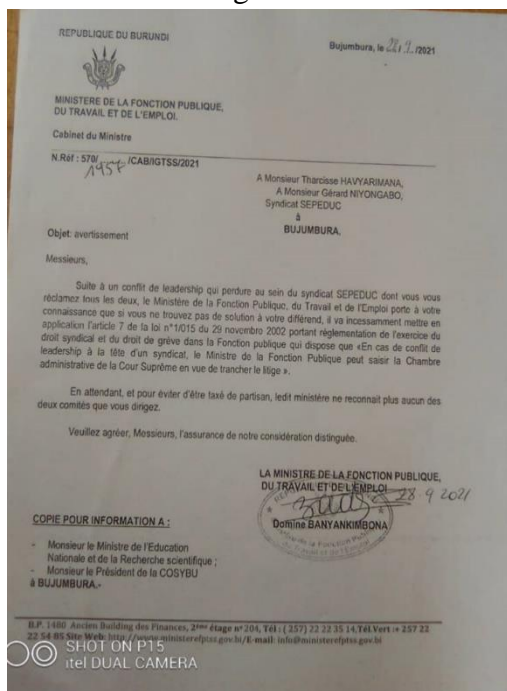 REPUBLIQUE DU BURUNDI
Bujumbura, le 28/9/2021
MINISTERE DE LA FONCTION PUBLIQUE,
DU TRAVAIL ET DE L'EMPLOI.
Cabinet du Ministre
N.Réf : 570/1957/CAB/IGTSS/2021
A Monsieur Tharcisse HAVYARIMANA,
A Monsieur Gérard NIYONGABO,
Syndicat SEPEDUC
à
BUJUMBURA.
Objet: avertissement
Messieurs,
Suite à un conflit de leadership qui perdure au sein du syndicat SEPEDUC dont vous vous
réclamez tous les deux, le Ministère de la Fonction Publique, du Travail et de l'Emploi porte à votre
connaissance que si vous ne trouvez pas de solution à votre différend, il va incessamment mettre en
application l'article 7 de la loi n°1/015 du 29 novembre 2002 portant réglementation de l'exercice du
droit syndical et du droit de grève dans la Fonction publique qui dispose que «En cas de conflit de
leadership à la tête d'un syndicat, le Ministre de la Fonction Publique peut saisir la Chambre
administrative de la Cour Suprême en vue de trancher le litige ».
En attendant, et pour éviter d'être taxé de partisan, ledit ministère ne reconnait plus aucun des
deux comités que vous dirigez.
Veuillez agréer, Messieurs, l'assurance de notre considération distinguée.
LA MINISTRE DE LA FONCTION PUBLIQUE,
DU TRAVAIL ET DE L'EMPLOI
28-9 2021
Domine BANYANKIMBONA
COPIE POUR INFORMATION A :
- Monsieur le Ministre de l'Education
Nationale et de la Recherche scientifique ;
- Monsieur le Président de la COSYBU
à BUJUMBURA.-
B.P. 1480 Ancien Building des Finances, 2ème étage n° 204, Tél : ( 257) 22 22 35 14,Tél.Vert :+ 257 22
22 54 85 Site Web: http://www.ministerefptss.gov.bi/E-mail: info@ministerefptss.gov.bi
SHOT ON P15
itel DUAL CAMERA